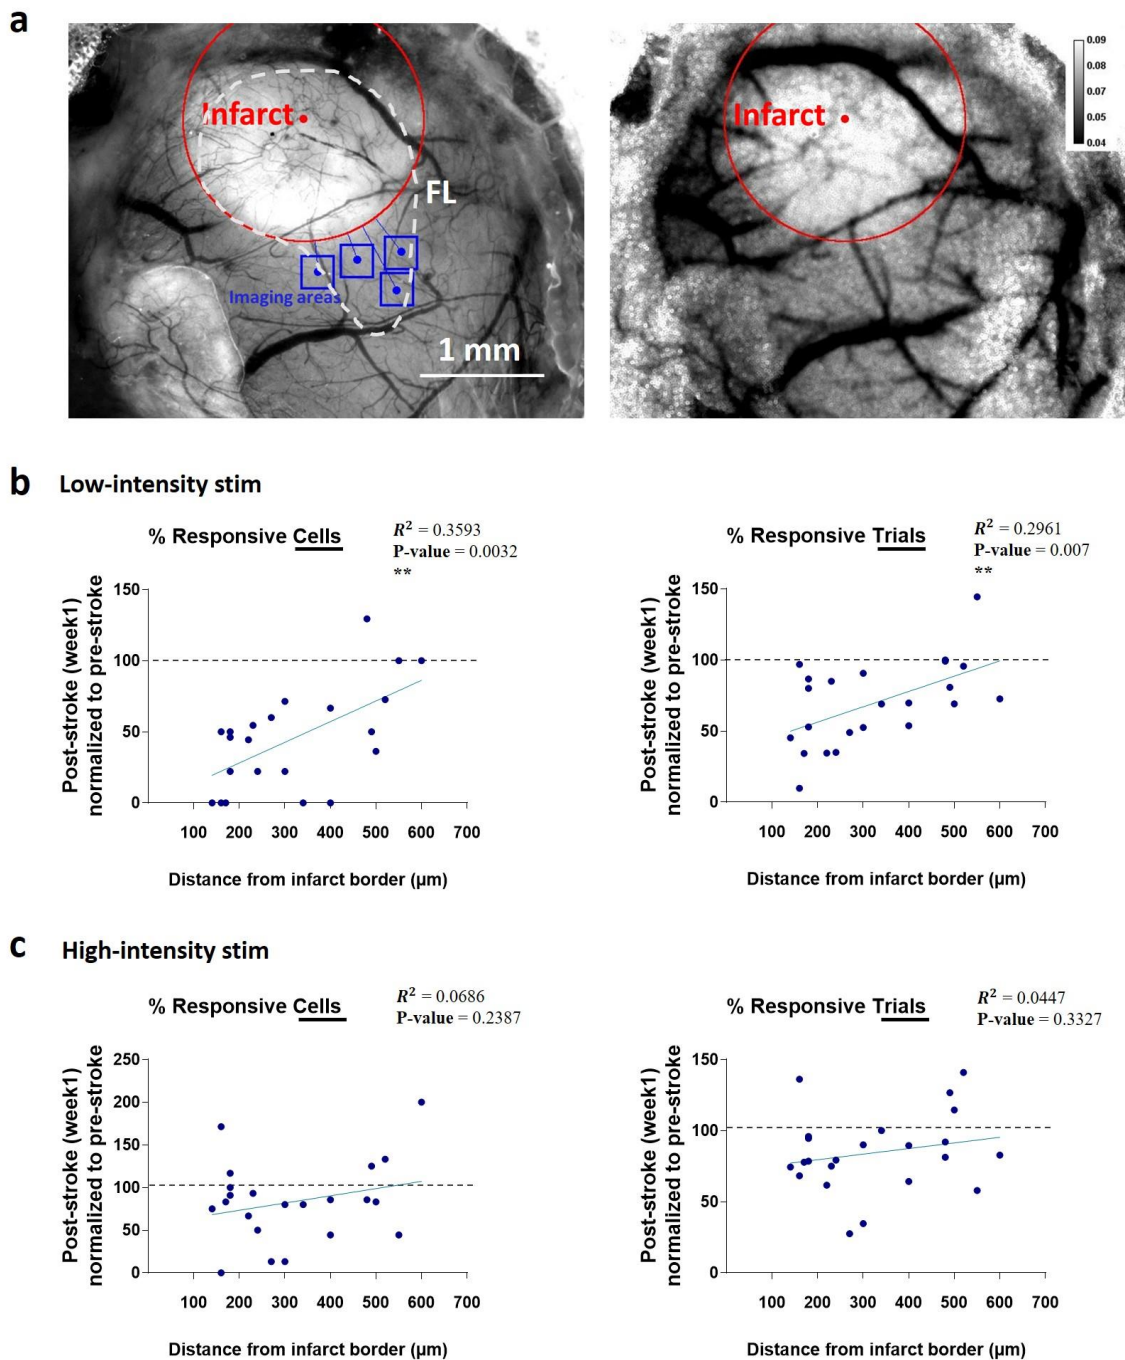 a
Infarct
FL
Imaging areas
1 mm
Infarct
0.09
0.08
0.07
0.05
0.04
b Low-intensity stim
% Responsive Cells
R² = 0.3593
P-value = 0.0032
**
Post-stroke (week1)
normalized to pre-stroke
150
100
50
0
100 200 300 400 500 600 700
Distance from infarct border (µm)
% Responsive Trials
R² = 0.2961
P-value = 0.007
**
Post-stroke (week1)
normalized to pre-stroke
150
100
50
0
100 200 300 400 500 600 700
Distance from infarct border (µm)
c High-intensity stim
% Responsive Cells
R² = 0.0686
P-value = 0.2387
Post-stroke (week1)
normalized to pre-stroke
250
200
150
100
50
0
100 200 300 400 500 600 700
Distance from infarct border (µm)
% Responsive Trials
R² = 0.0447
P-value = 0.3327
Post-stroke (week1)
normalized to pre-stroke
150
100
50
0
100 200 300 400 500 600 700
Distance from infarct border (µm)